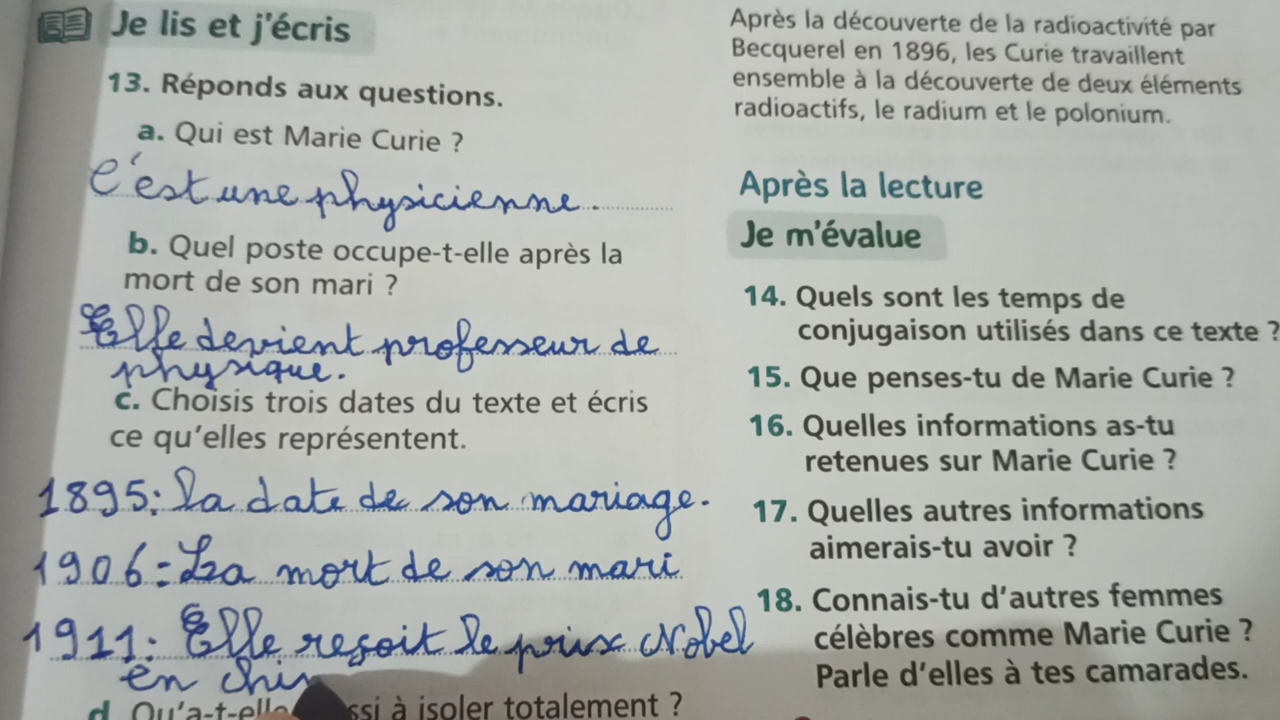 Je lis et j'écris
13. Réponds aux questions.
a. Qui est Marie Curie ?
C'est une physicienne.
b. Quel poste occupe-t-elle après la
mort de son mari ?
Elle devient professeur de
physique.
c. Choisis trois dates du texte et écris
ce qu'elles représentent.
1895: la date de son mariage.
1906: La mort de son mari
1911: Elle reçoit le prix Nobel
en
d. Qu'a-t-elle à isoler totalement ?
Après la découverte de la radioactivité par
Becquerel en 1896, les Curie travaillent
ensemble à la découverte de deux éléments
radioactifs, le radium et le polonium.
Après la lecture
Je m'évalue
14. Quels sont les temps de
conjugaison utilisés dans ce texte ?
15. Que penses-tu de Marie Curie ?
16. Quelles informations as-tu
retenues sur Marie Curie ?
17. Quelles autres informations
aimerais-tu avoir ?
18. Connais-tu d'autres femmes
célèbres comme Marie Curie ?
Parle d'elles à tes camarades.